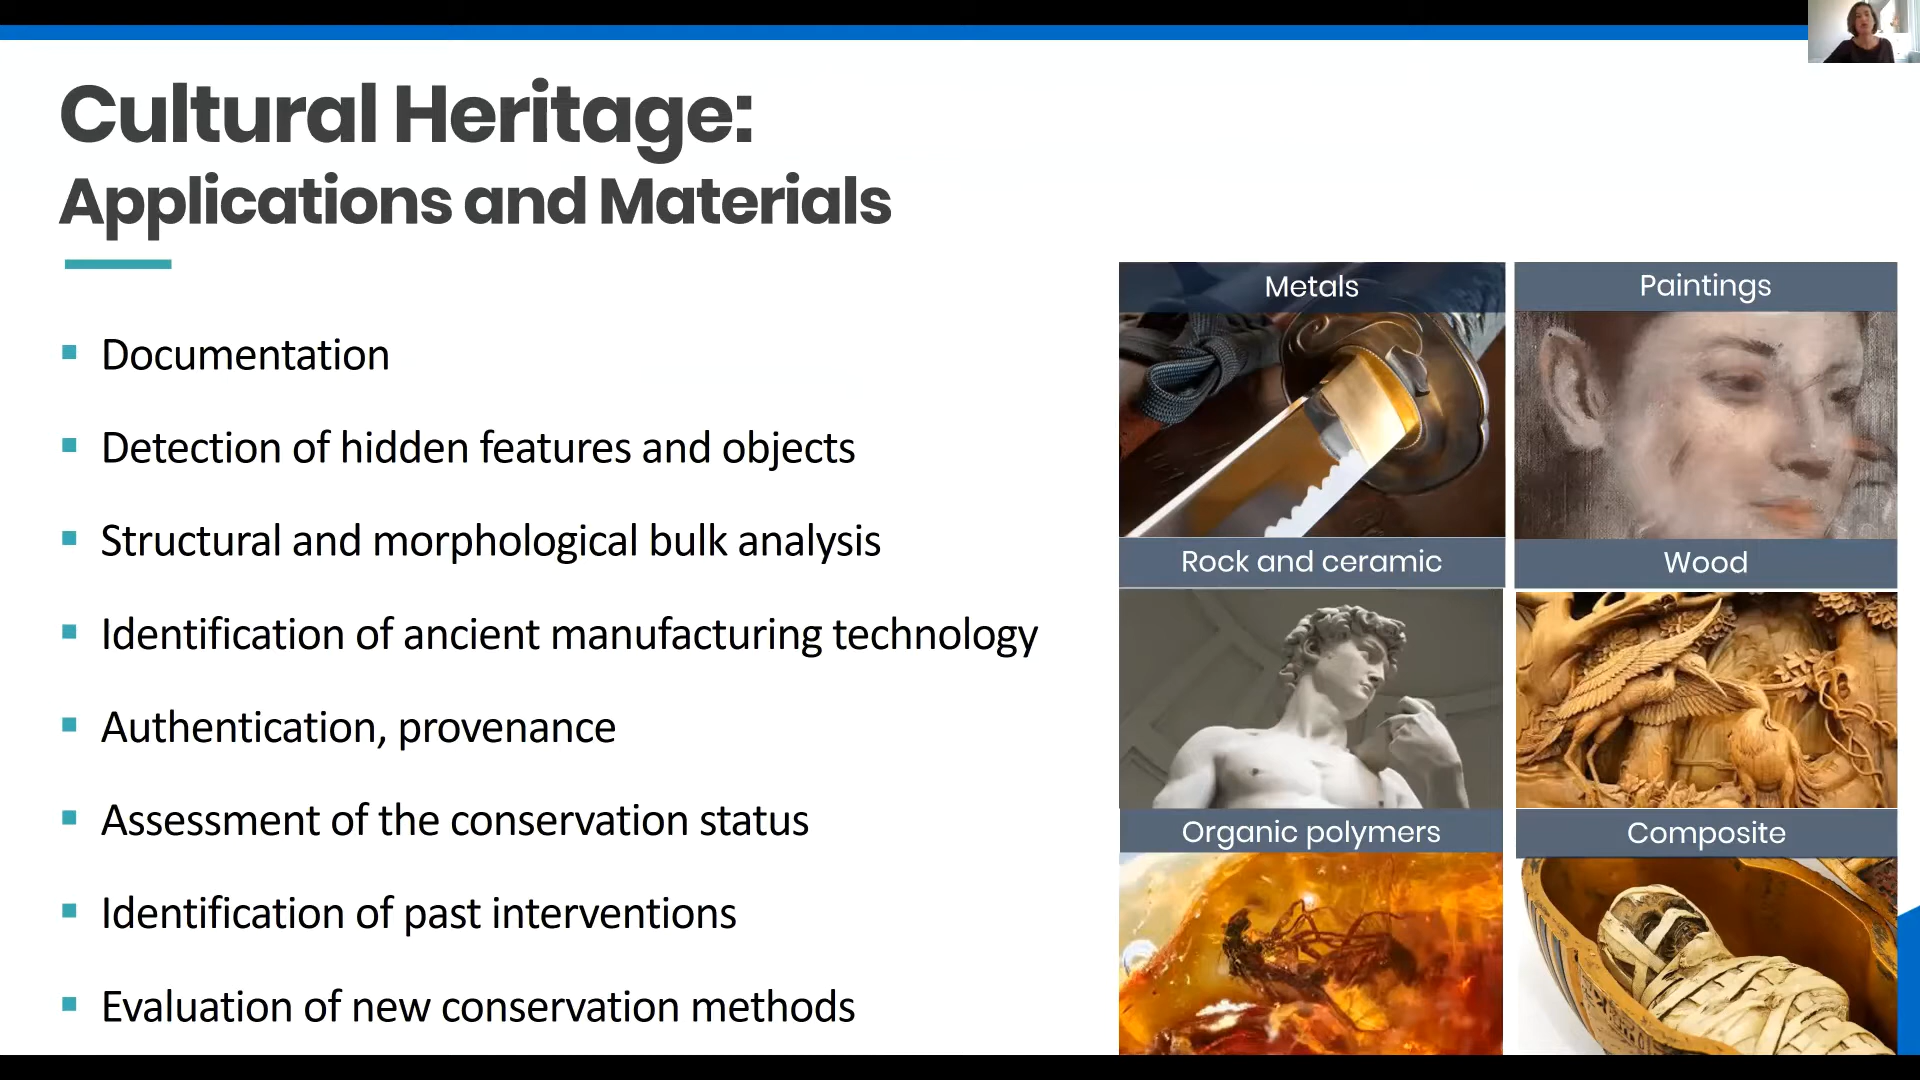 Cultural Heritage:
Applications and Materials
Documentation
Detection of hidden features and objects
Structural and morphological bulk analysis
Identification of ancient manufacturing technology
Authentication, provenance
Assessment of the conservation status
Identification of past interventions
Evaluation of new conservation methods
Metals
Paintings
Rock and ceramic
Wood
Organic polymers
Composite